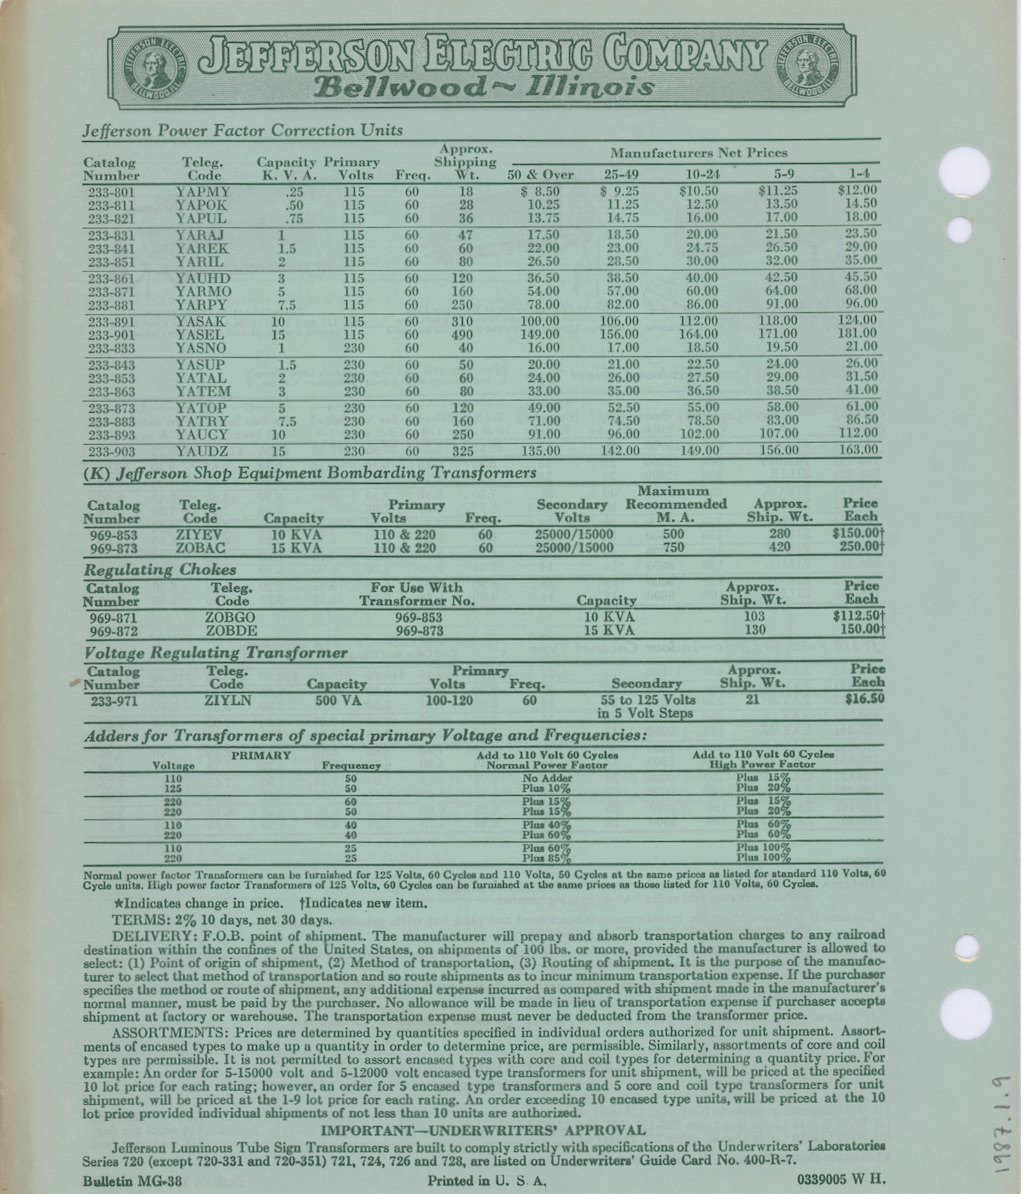 JEFFERSON ELECTRIC COMPANY
Bellwood ~ Illinois
Jefferson Power Factor Correction Units
Catalog Number Teleg. Code Capacity K. V. A. Primary Volts Freq. Approx. Shipping Wt. Manufacturers Net Prices 50 & Over 25-49 10-24 5-9 1-4
233-801 YAPMY .25 115 60 18 $ 8.50 $ 9.25 $10.50 $11.25 $12.00
233-811 YAPOK .50 115 60 28 10.25 11.25 12.50 13.50 14.50
233-821 YAPUL .75 115 60 36 13.75 14.75 16.00 17.00 18.00
233-831 YARAJ 1 115 60 47 17.50 18.50 20.00 21.50 23.50
233-841 YAREK 1.5 115 60 60 22.00 23.00 24.75 26.50 29.00
233-851 YARIL 2 115 60 80 26.50 28.50 30.00 32.00 35.00
233-861 YAUHD 3 115 60 120 36.50 38.50 40.00 42.50 45.50
233-871 YARMO 5 115 60 160 54.00 57.00 60.00 64.00 68.00
233-881 YARPY 7.5 115 60 250 78.00 82.00 86.00 91.00 96.00
233-891 YASAK 10 115 60 310 100.00 106.00 112.00 118.00 124.00
233-901 YASEL 15 115 60 490 149.00 156.00 164.00 171.00 181.00
233-833 YASNO 1 230 60 40 16.00 17.00 18.50 19.50 21.00
233-843 YASUP 1.5 230 60 50 20.00 21.00 22.50 24.00 26.00
233-853 YATAL 2 230 60 60 24.00 26.00 27.50 29.00 31.50
233-863 YATEM 3 230 60 80 33.00 35.00 36.50 38.50 41.00
233-873 YATOP 5 230 60 120 49.00 52.50 55.00 58.00 61.00
233-883 YATRY 7.5 230 60 160 71.00 74.50 78.50 83.00 86.50
233-893 YAUCY 10 230 60 250 91.00 96.00 102.00 107.00 112.00
233-903 YAUDZ 15 230 60 325 135.00 142.00 149.00 156.00 163.00
(K) Jefferson Shop Equipment Bombarding Transformers
Catalog Number Teleg. Code Capacity Primary Volts Freq. Secondary Volts Maximum Recommended M. A. Approx. Ship. Wt. Price Each
969-853 ZIYEV 10 KVA 110 & 220 60 25000/15000 500 280 $150.00†
969-873 ZOBAC 15 KVA 110 & 220 60 25000/15000 750 420 250.00†
Regulating Chokes
Catalog Number Teleg. Code For Use With Transformer No. Capacity Approx. Ship. Wt. Price Each
969-871 ZOBGO 969-853 10 KVA 103 $112.50†
969-872 ZOBDE 969-873 15 KVA 130 150.00†
Voltage Regulating Transformer
Catalog Number Teleg. Code Capacity Primary Volts Freq. Secondary Approx. Ship. Wt. Price Each
233-971 ZIYLN 500 VA 100-120 60 55 to 125 Volts 21 $16.50
in 5 Volt Steps
Adders for Transformers of special primary Voltage and Frequencies:
PRIMARY Voltage Frequency Add to 110 Volt 60 Cycles Normal Power Factor Add to 110 Volt 60 Cycles High Power Factor
110 50 No Adder Plus 15%
125 50 Plus 10% Plus 20%
220 60 Plus 15% Plus 15%
220 50 Plus 15% Plus 20%
110 40 Plus 40% Plus 60%
220 40 Plus 60% Plus 60%
110 25 Plus 60% Plus 100%
220 25 Plus 85% Plus 100%
Normal power factor Transformers can be furnished for 125 Volts, 60 Cycles and 110 Volts, 50 Cycles at the same prices as listed for standard 110 Volts, 60
Cycle units. High power factor Transformers of 125 Volts, 60 Cycles can be furnished at the same prices as those listed for 110 Volts, 60 Cycles.
★Indicates change in price. †Indicates new item.
TERMS: 2% 10 days, net 30 days.
DELIVERY: F.O.B. point of shipment. The manufacturer will prepay and absorb transportation charges to any railroad
destination within the confines of the United States, on shipments of 100 lbs. or more, provided the manufacturer is allowed to
select: (1) Point of origin of shipment, (2) Method of transportation, (3) Routing of shipment. It is the purpose of the manufac-
turer to select that method of transportation and so route shipments as to incur minimum transportation expense. If the purchaser
specifies the method or route of shipment, any additional expense incurred as compared with shipment made in the manufacturer's
normal manner, must be paid by the purchaser. No allowance will be made in lieu of transportation expense if purchaser accepts
shipment at factory or warehouse. The transportation expense must never be deducted from the transformer price.
ASSORTMENTS: Prices are determined by quantities specified in individual orders authorized for unit shipment. Assort-
ments of encased types to make up a quantity in order to determine price, are permissible. Similarly, assortments of core and coil
types are permissible. It is not permitted to assort encased types with core and coil types for determining a quantity price. For
example: An order for 5-15000 volt and 5-12000 volt encased type transformers for unit shipment, will be priced at the specified
10 lot price for each rating; however, an order for 5 encased type transformers and 5 core and coil type transformers for unit
shipment, will be priced at the 1-9 lot price for each rating. An order exceeding 10 encased type units, will be priced at the 10
lot price provided individual shipments of not less than 10 units are authorized.
IMPORTANT—UNDERWRITERS' APPROVAL
Jefferson Luminous Tube Sign Transformers are built to comply strictly with specifications of the Underwriters' Laboratories
Series 720 (except 720-331 and 720-351) 721, 724, 726 and 728, are listed on Underwriters' Guide Card No. 400-R-7.
Bulletin MG-38 Printed in U. S. A. 0339005 W H.
1987.1.9